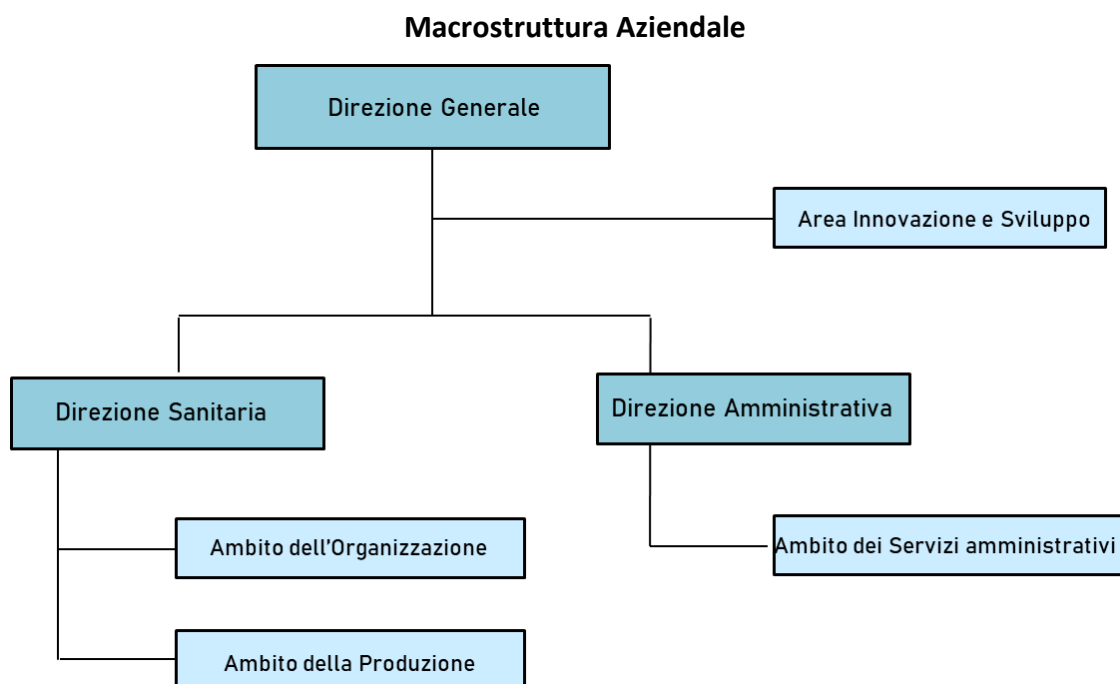 Macrostruttura Aziendale
Direzione Generale
Area Innovazione e Sviluppo
Direzione Sanitaria
Direzione Amministrativa
Ambito dell'Organizzazione
Ambito dei Servizi amministrativi
Ambito della Produzione